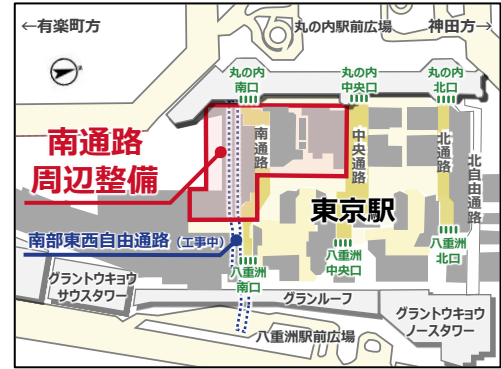 ←有楽町方
丸の内駅前広場
神田方→
丸の内
南口
丸の内
中央口
丸の内
北口
南通路
周辺整備
南通路
中央通路
北通路
北自由通路
東京駅
南部東西自由通路（工事中）
八重洲
南口
八重洲
中央口
八重洲
北口
グラントウキョウ
サウスタワー
グランルーフ
グラントウキョウ
ノースタワー
八重洲駅前広場